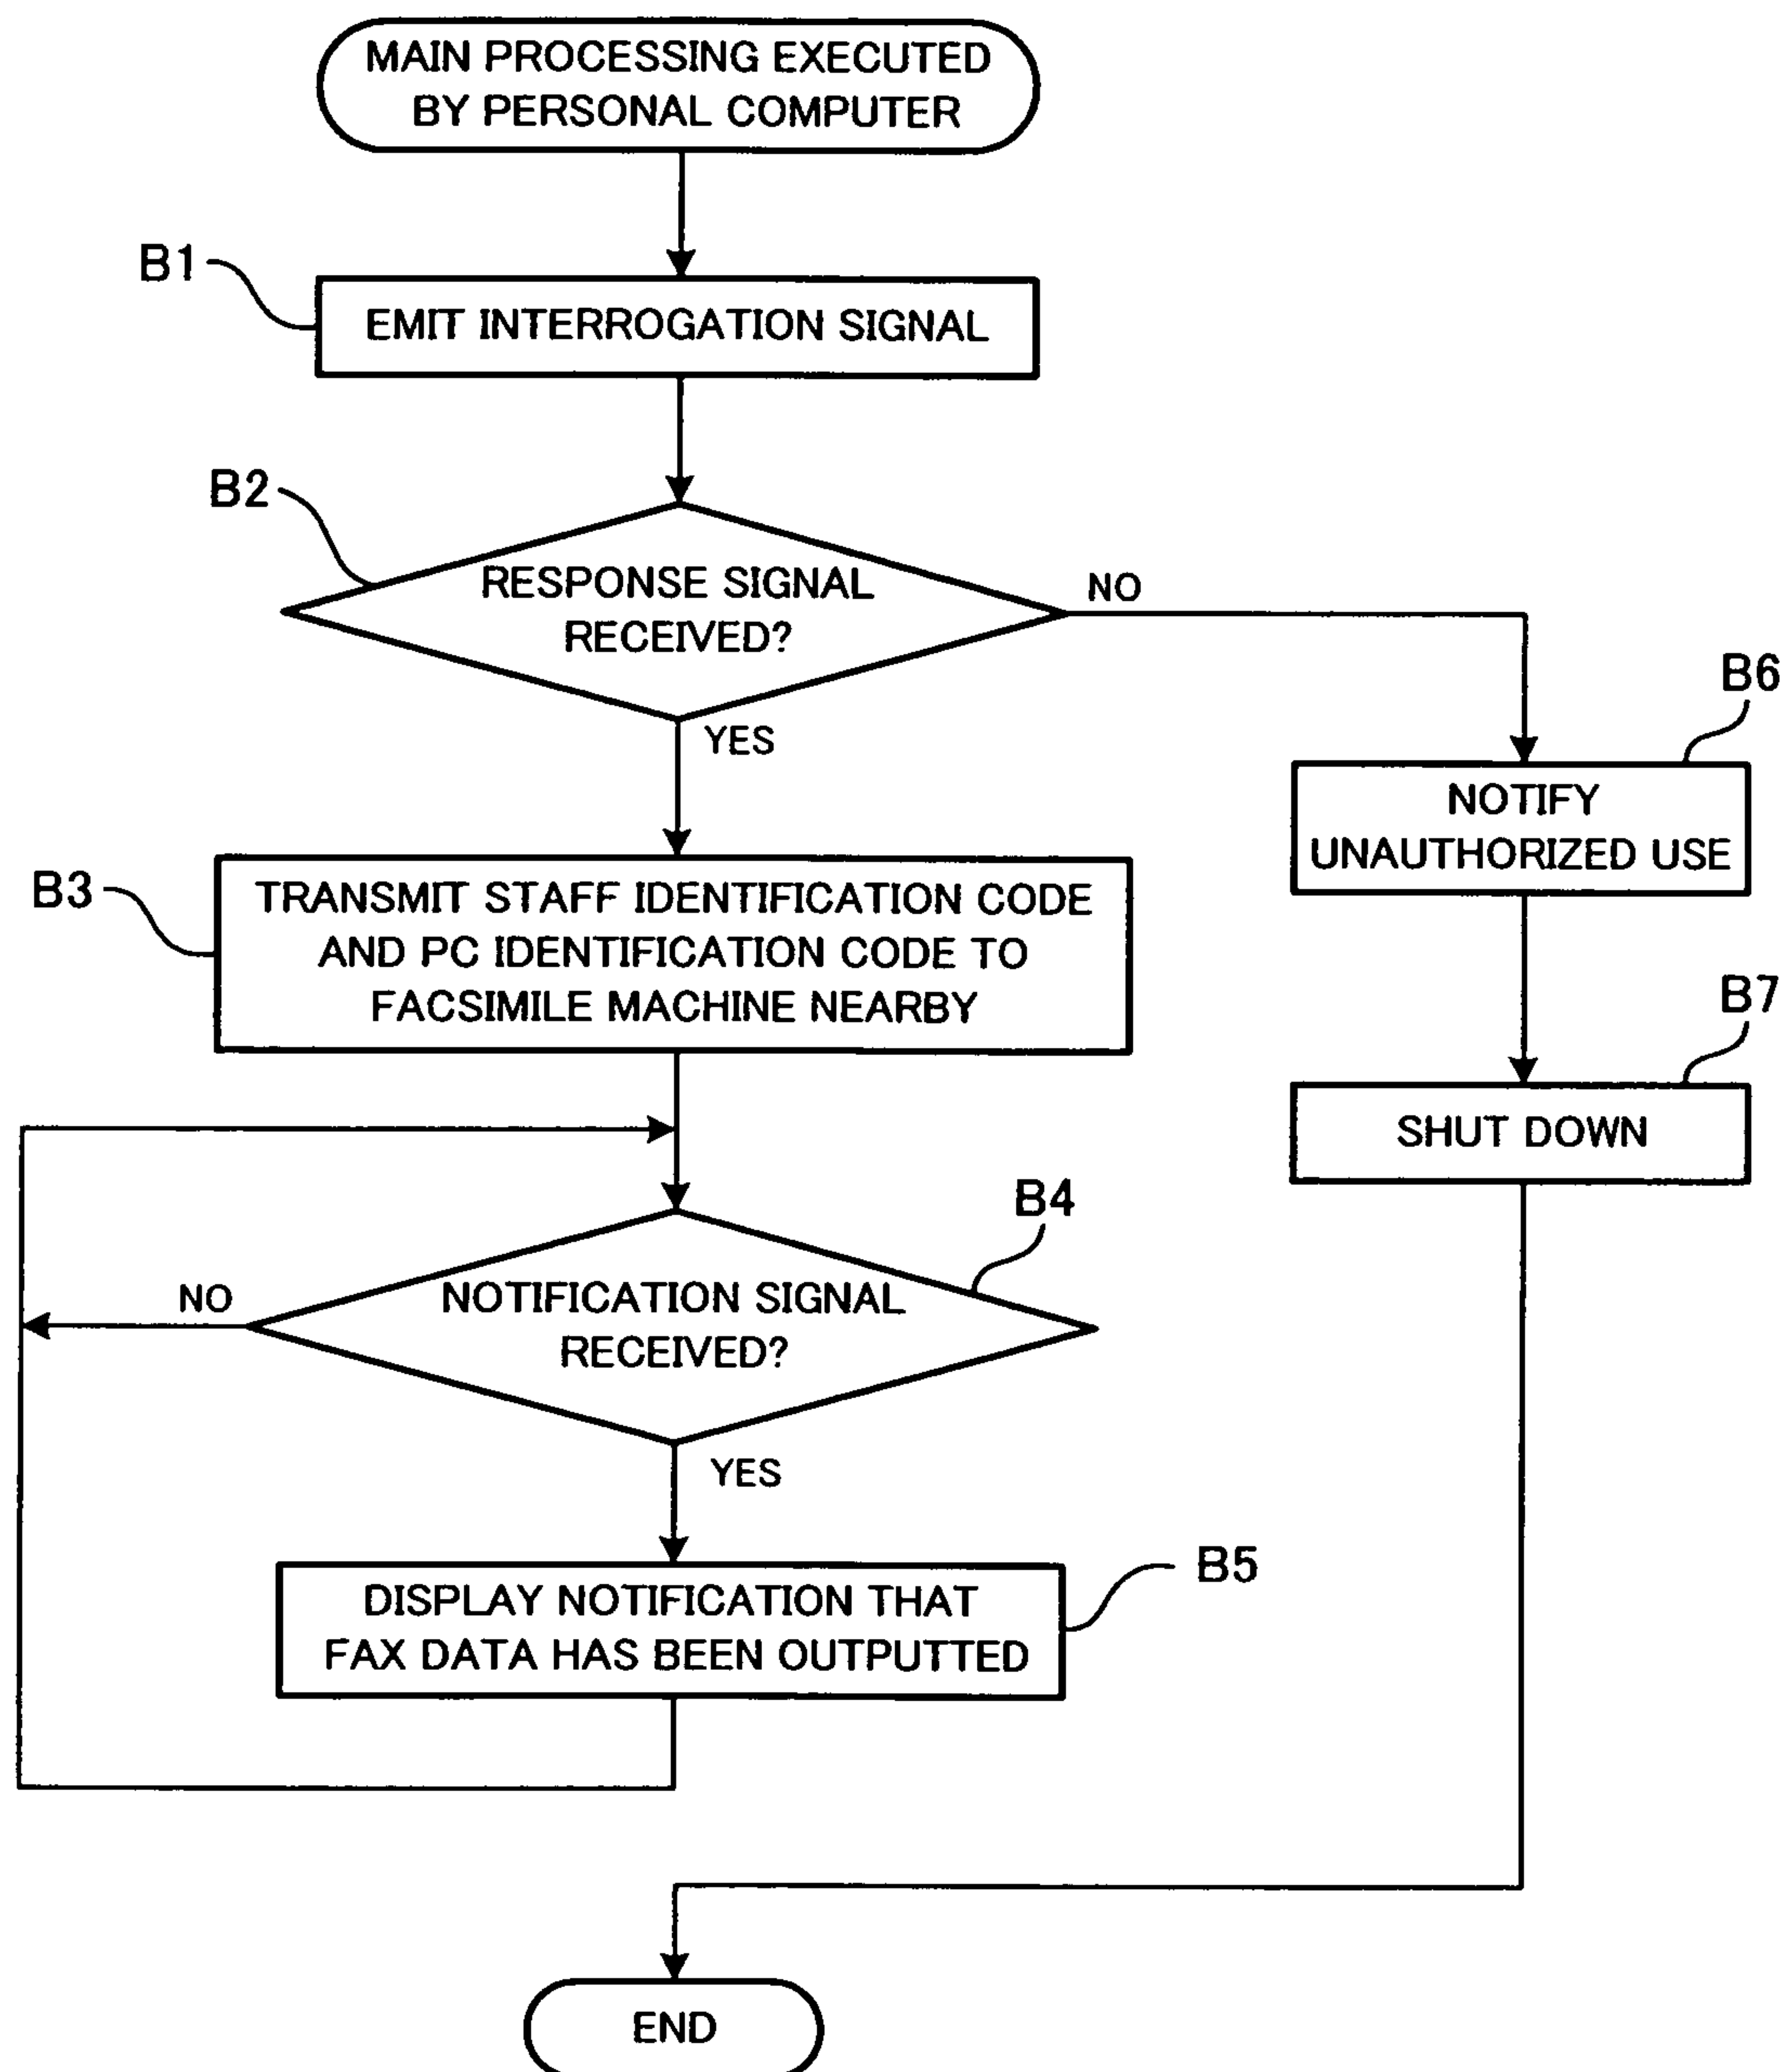 MAIN PROCESSING EXECUTED
BY PERSONAL COMPUTER
B1
EMIT INTERROGATION SIGNAL
B2
RESPONSE SIGNAL
RECEIVED?
NO
YES
B6
NOTIFY
UNAUTHORIZED USE
B3
TRANSMIT STAFF IDENTIFICATION CODE
AND PC IDENTIFICATION CODE TO
FACSIMILE MACHINE NEARBY
B7
SHUT DOWN
B4
NOTIFICATION SIGNAL
RECEIVED?
NO
YES
B5
DISPLAY NOTIFICATION THAT
FAX DATA HAS BEEN OUTPUTTED
END